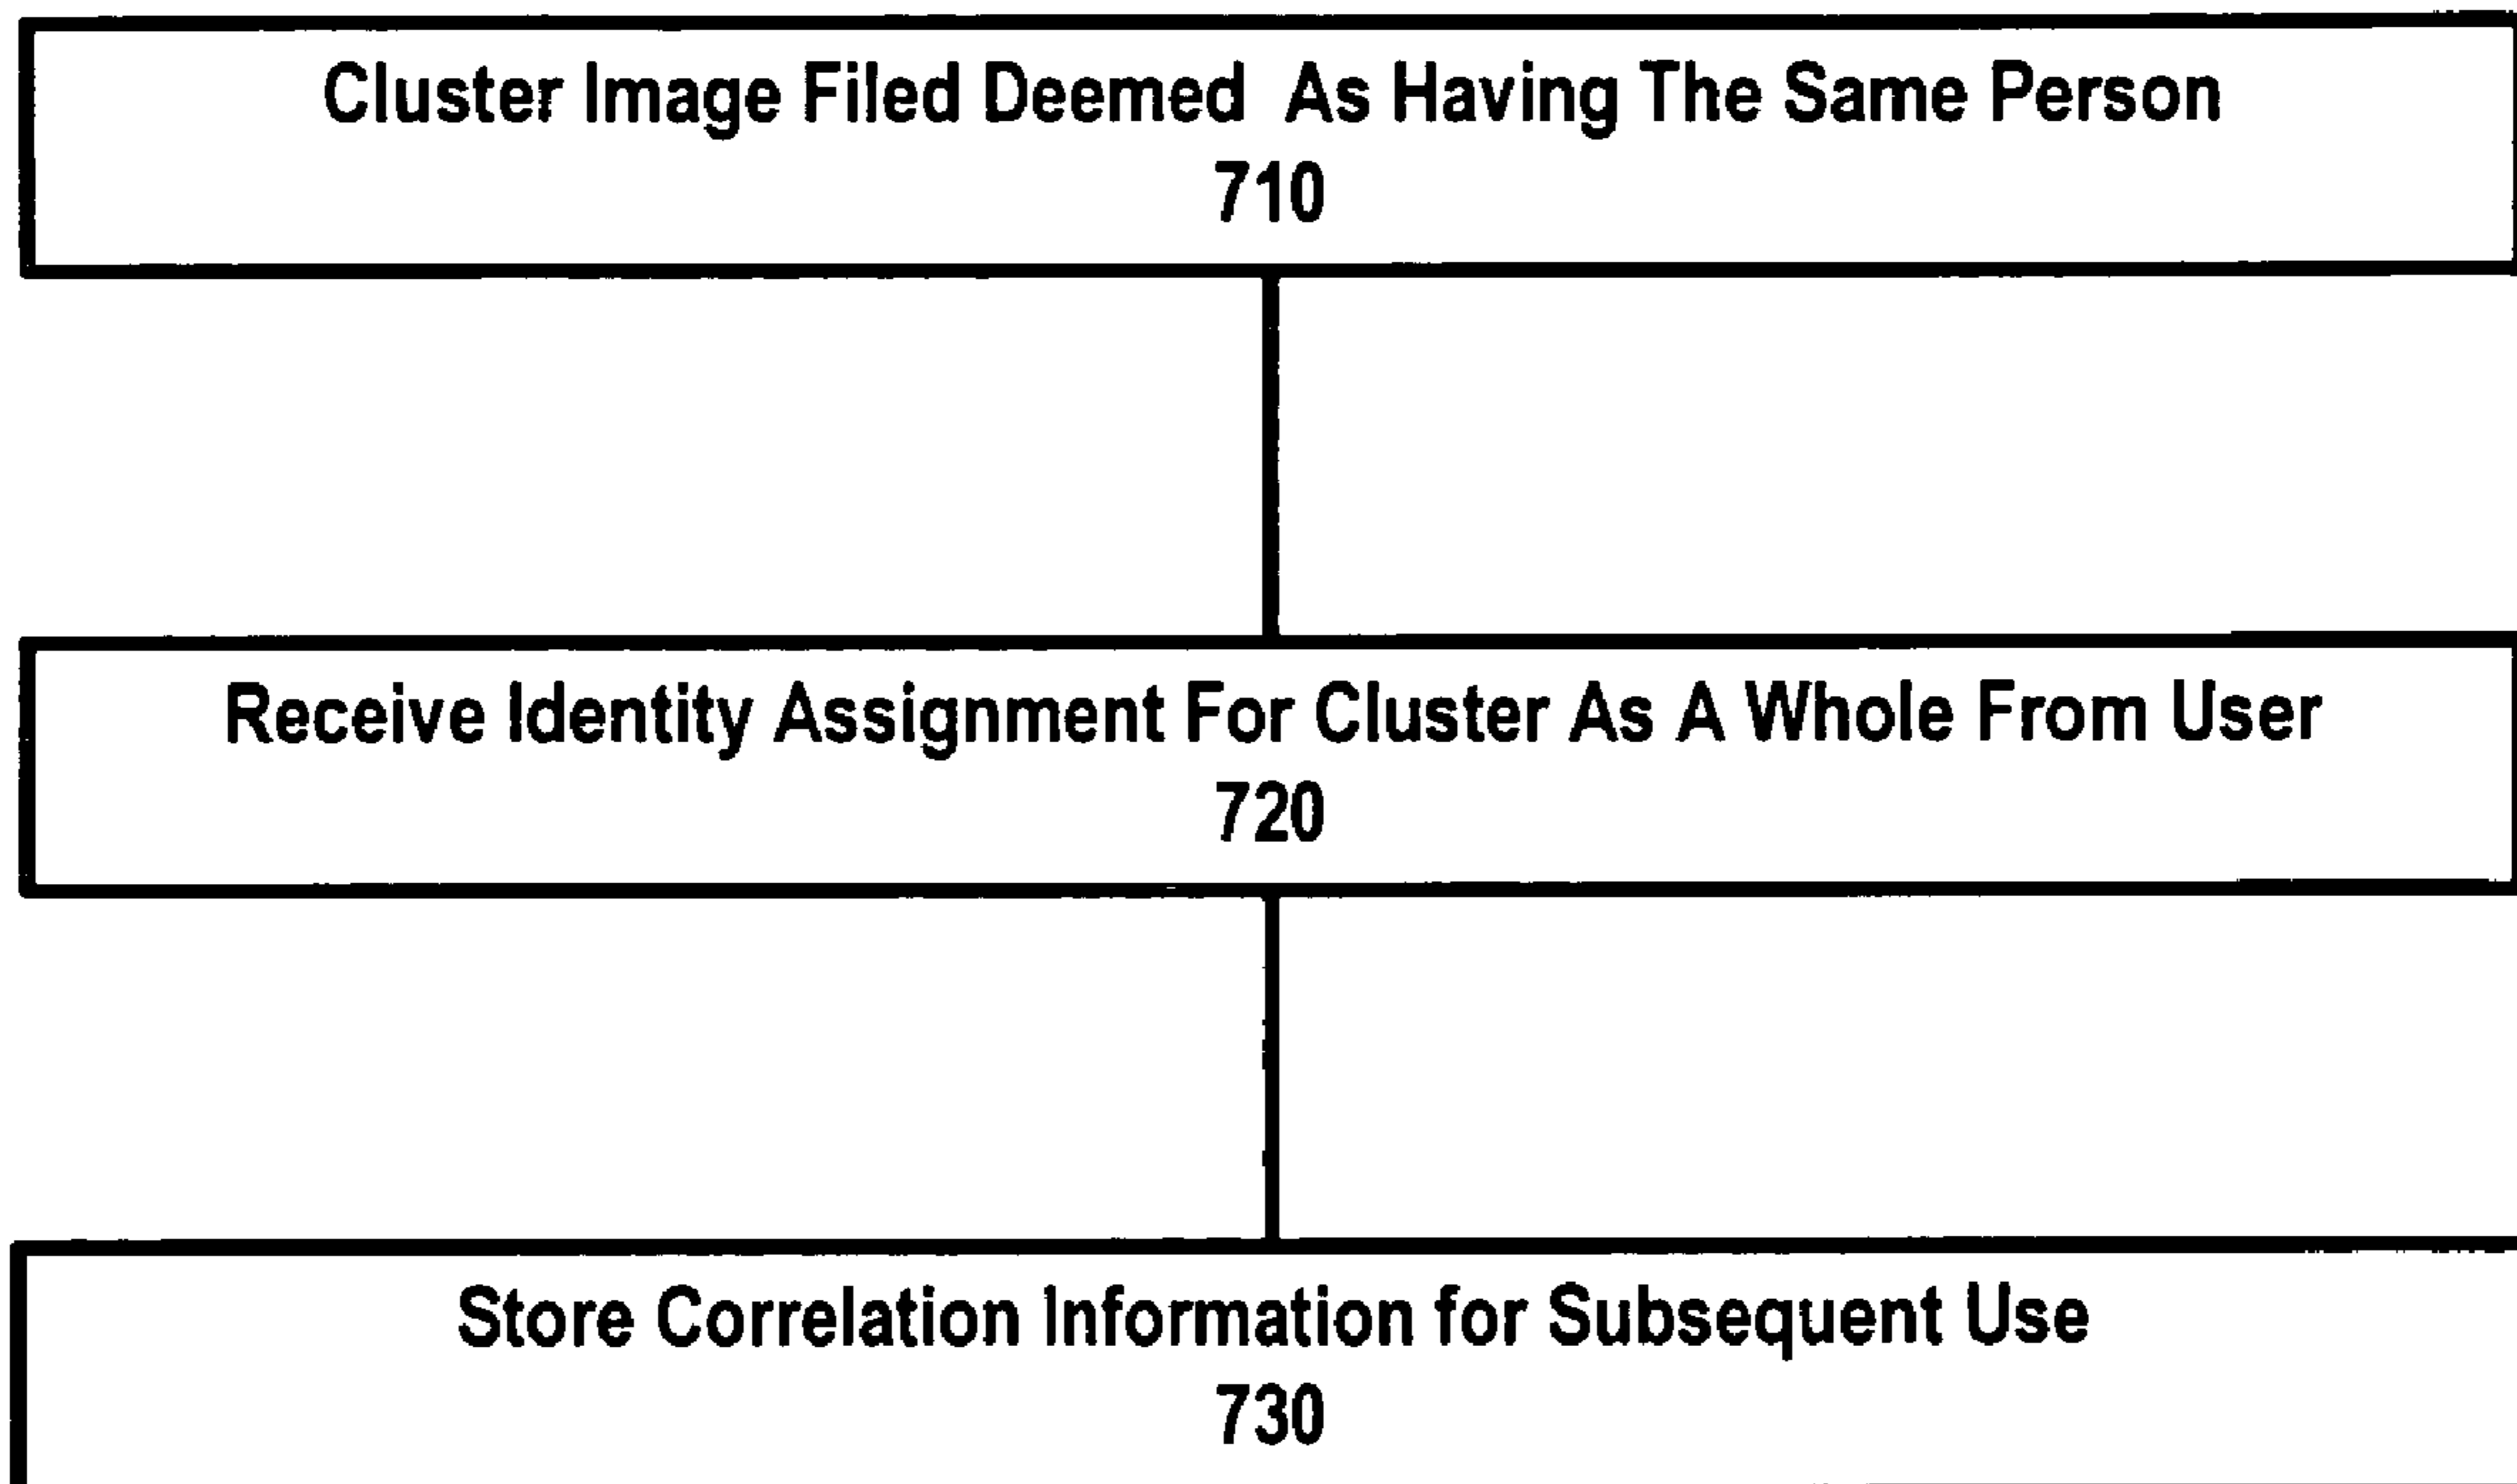 Cluster Image Filed Deemed As Having The Same Person
710
Receive Identity Assignment For Cluster As A Whole From User
720
Store Correlation Information for Subsequent Use
730